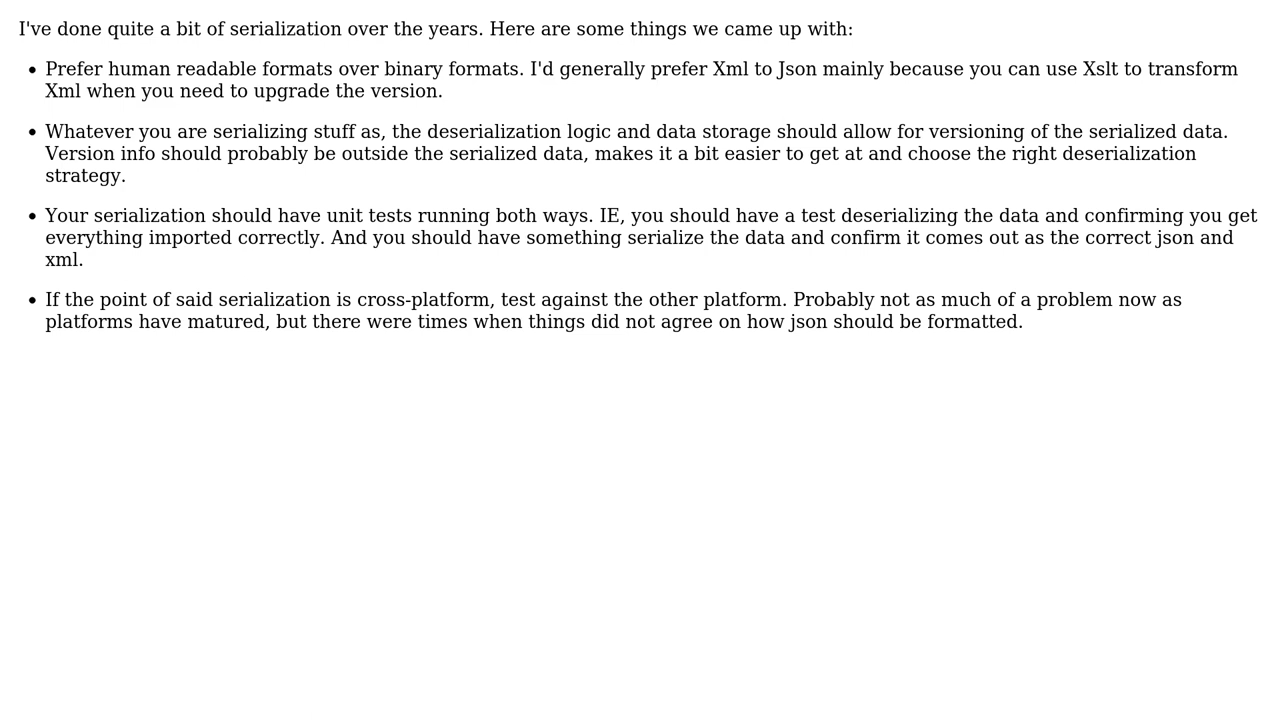 I've done quite a bit of serialization over the years. Here are some things we came up with:
• Prefer human readable formats over binary formats. I'd generally prefer Xml to Json mainly because you can use Xslt to transform
Xml when you need to upgrade the version.
• Whatever you are serializing stuff as, the deserialization logic and data storage should allow for versioning of the serialized data.
Version info should probably be outside the serialized data, makes it a bit easier to get at and choose the right deserialization
strategy.
• Your serialization should have unit tests running both ways. IE, you should have a test deserializing the data and confirming you get
everything imported correctly. And you should have something serialize the data and confirm it comes out as the correct json and
xml.
• If the point of said serialization is cross-platform, test against the other platform. Probably not as much of a problem now as
platforms have matured, but there were times when things did not agree on how json should be formatted.